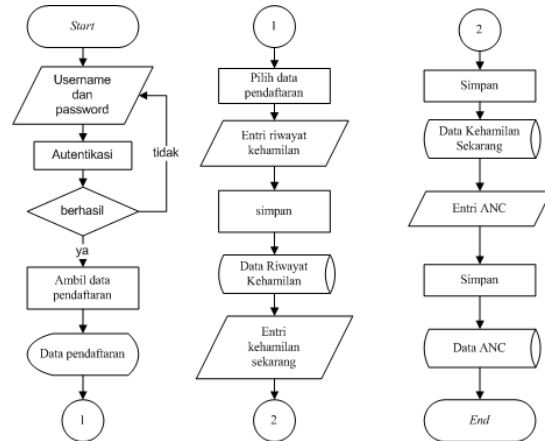 Start
Username
dan
password
Autentikasi
tidak
berhasil
ya
Ambil data
pendaftaran
Data pendaftaran
1
1
Pilih data
pendaftaran
Entri riwayat
kehamilan
simpan
Data Riwayat
Kehamilan
Entri
kehamilan
sekarang
2
2
Simpan
Data Kehamilan
Sekarang
Entri ANC
Simpan
Data ANC
End